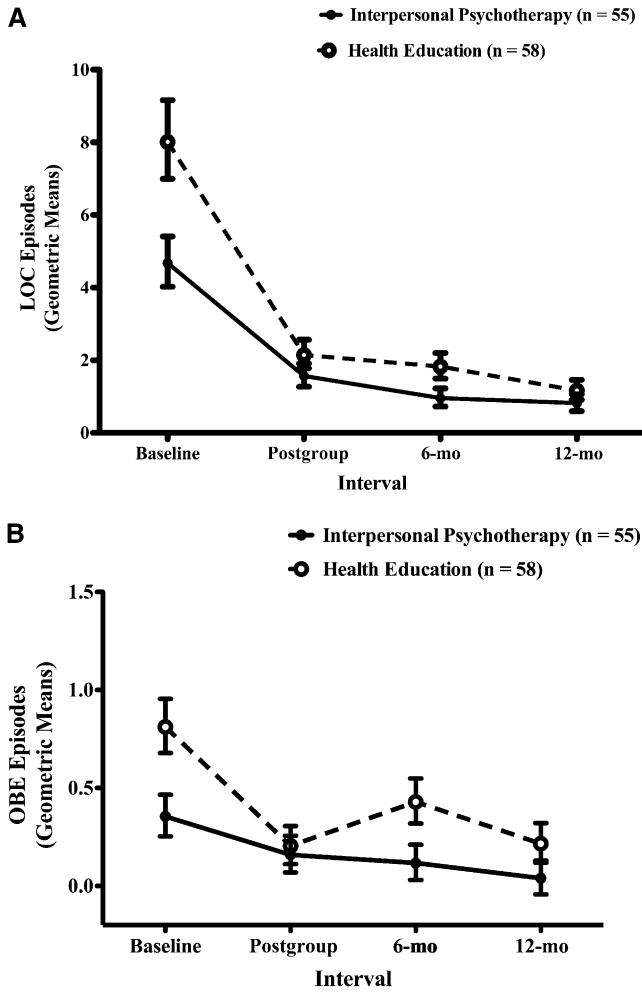 A
Interpersonal Psychotherapy (n = 55)
Health Education (n = 58)
10
8
6
4
2
0
LOC Episodes
(Geometric Means)
Baseline Postgroup 6-mo 12-mo
Interval
B
Interpersonal Psychotherapy (n = 55)
Health Education (n = 58)
1.5
1.0
0.5
0.0
OBE Episodes
(Geometric Means)
Baseline Postgroup 6-mo 12-mo
Interval